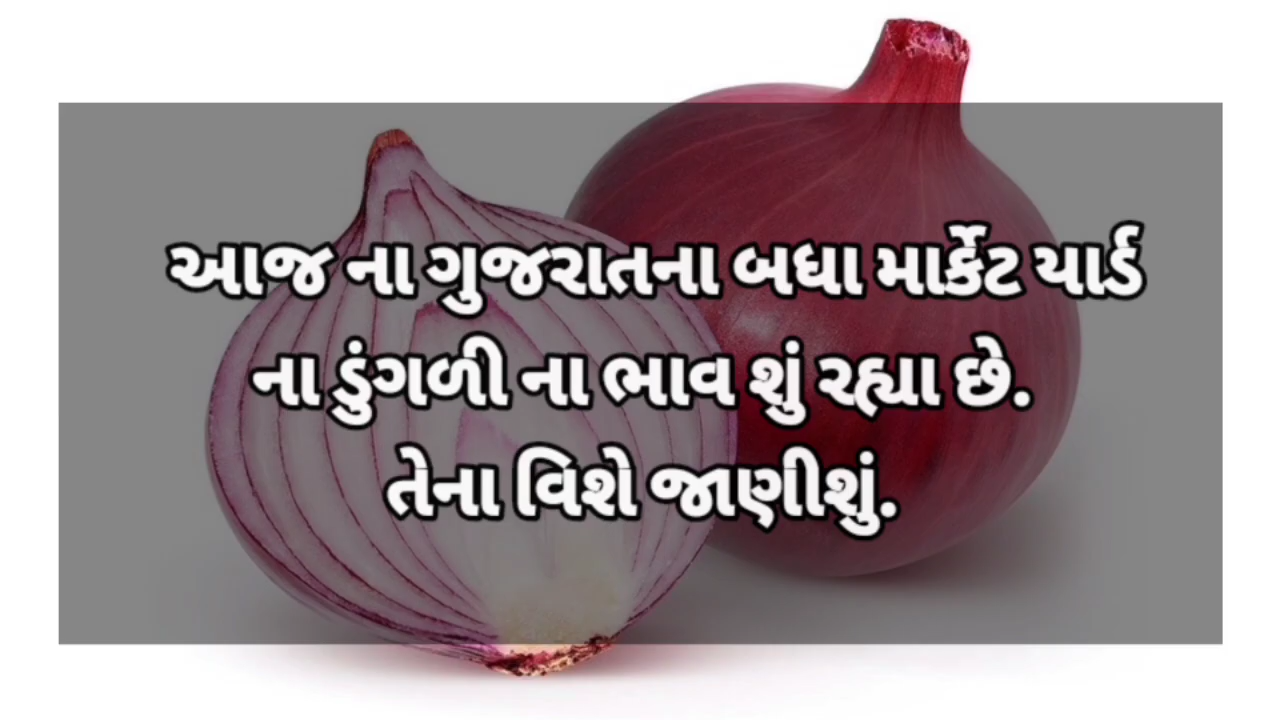 આજ ના ગુજરાતના બધા માર્કેટ યાર્ડ
ના ડુંગળી ના ભાવ શું રહ્યા છે.
તેના વિશે જાણીશું.